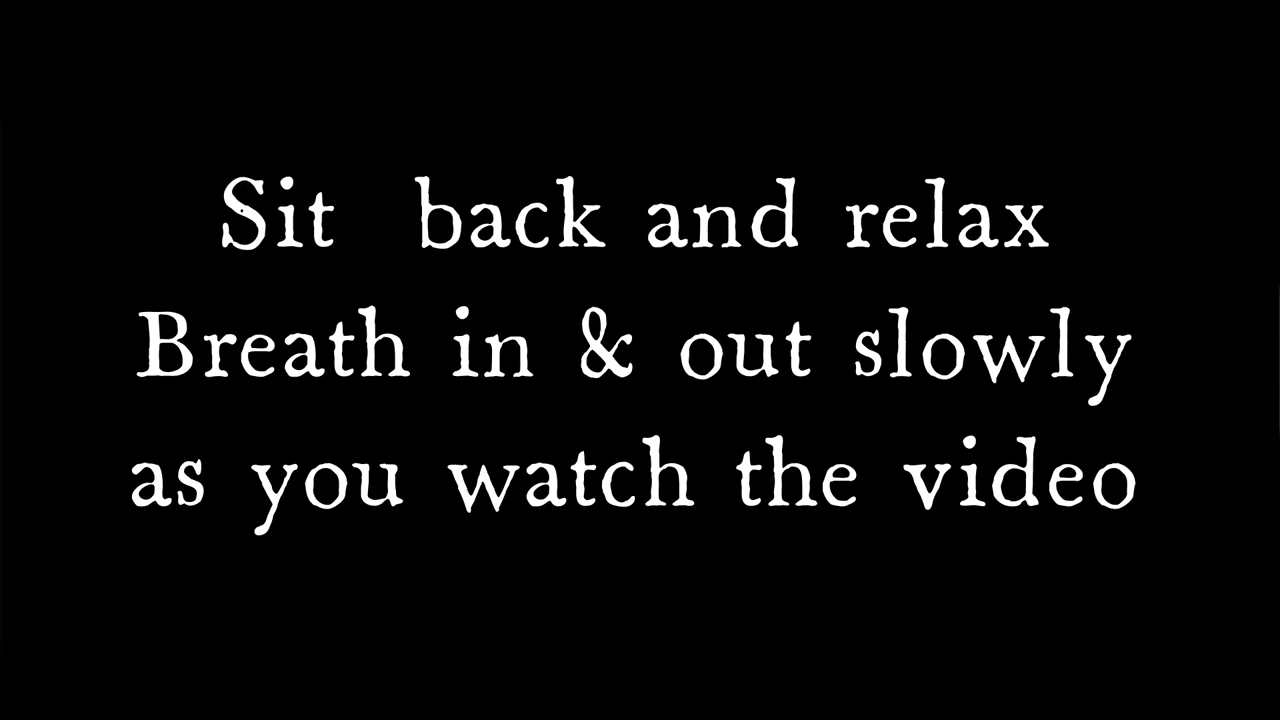 Sit back and relax
Breath in & out slowly
as you watch the video